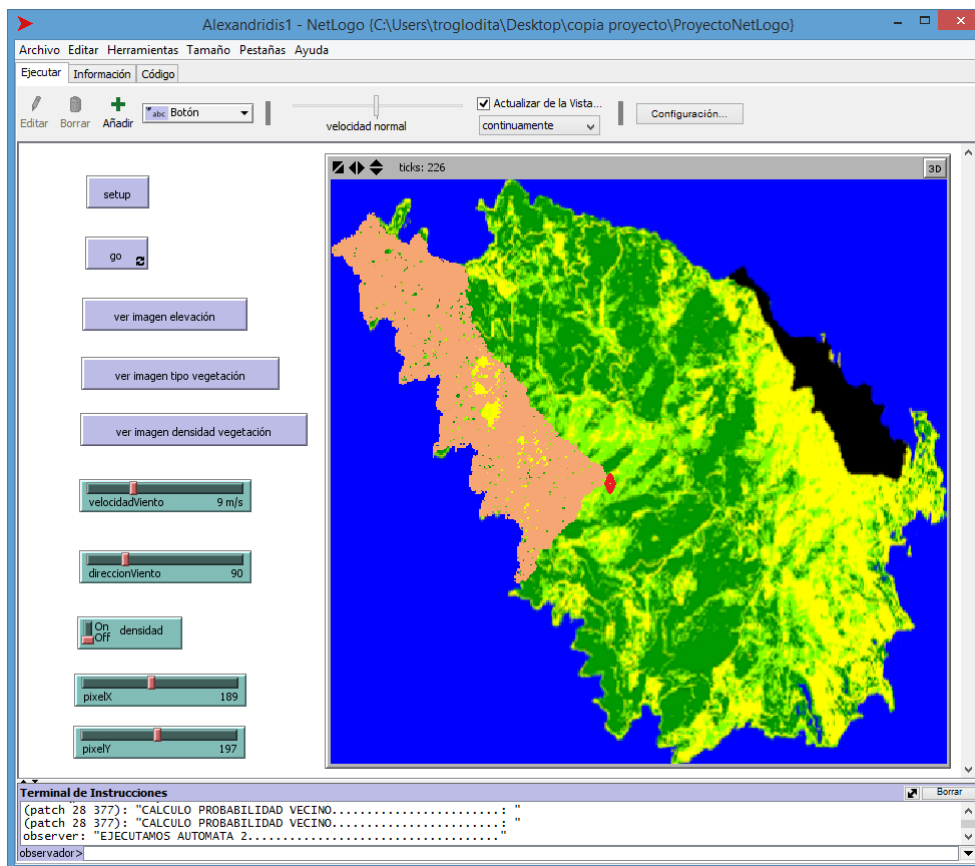 Alexandridis1 - NetLogo {C:\Users\troglodita\Desktop\copia proyecto\ProyectoNetLogo}
Archivo Editar Herramientas Tamaño Pestañas Ayuda
Ejecutar Información Código
Editar Borrar Añadir
abc Botón
velocidad normal
Actualizar de la Vista...
continuamente
Configuración...
ticks: 226
3D
setup
go
ver imagen elevación
ver imagen tipo vegetación
ver imagen densidad vegetación
velocidadViento 9 m/s
direccionViento 90
On
Off
densidad
pixelX 189
pixelY 197
Terminal de Instrucciones
Borrar
(patch 28 377): "CALCULO PROBABILIDAD VECINO........................: "
(patch 28 377): "CALCULO PROBABILIDAD VECINO........................: "
observer: "EJECUTAMOS AUTOMATA 2...................................."
observador>